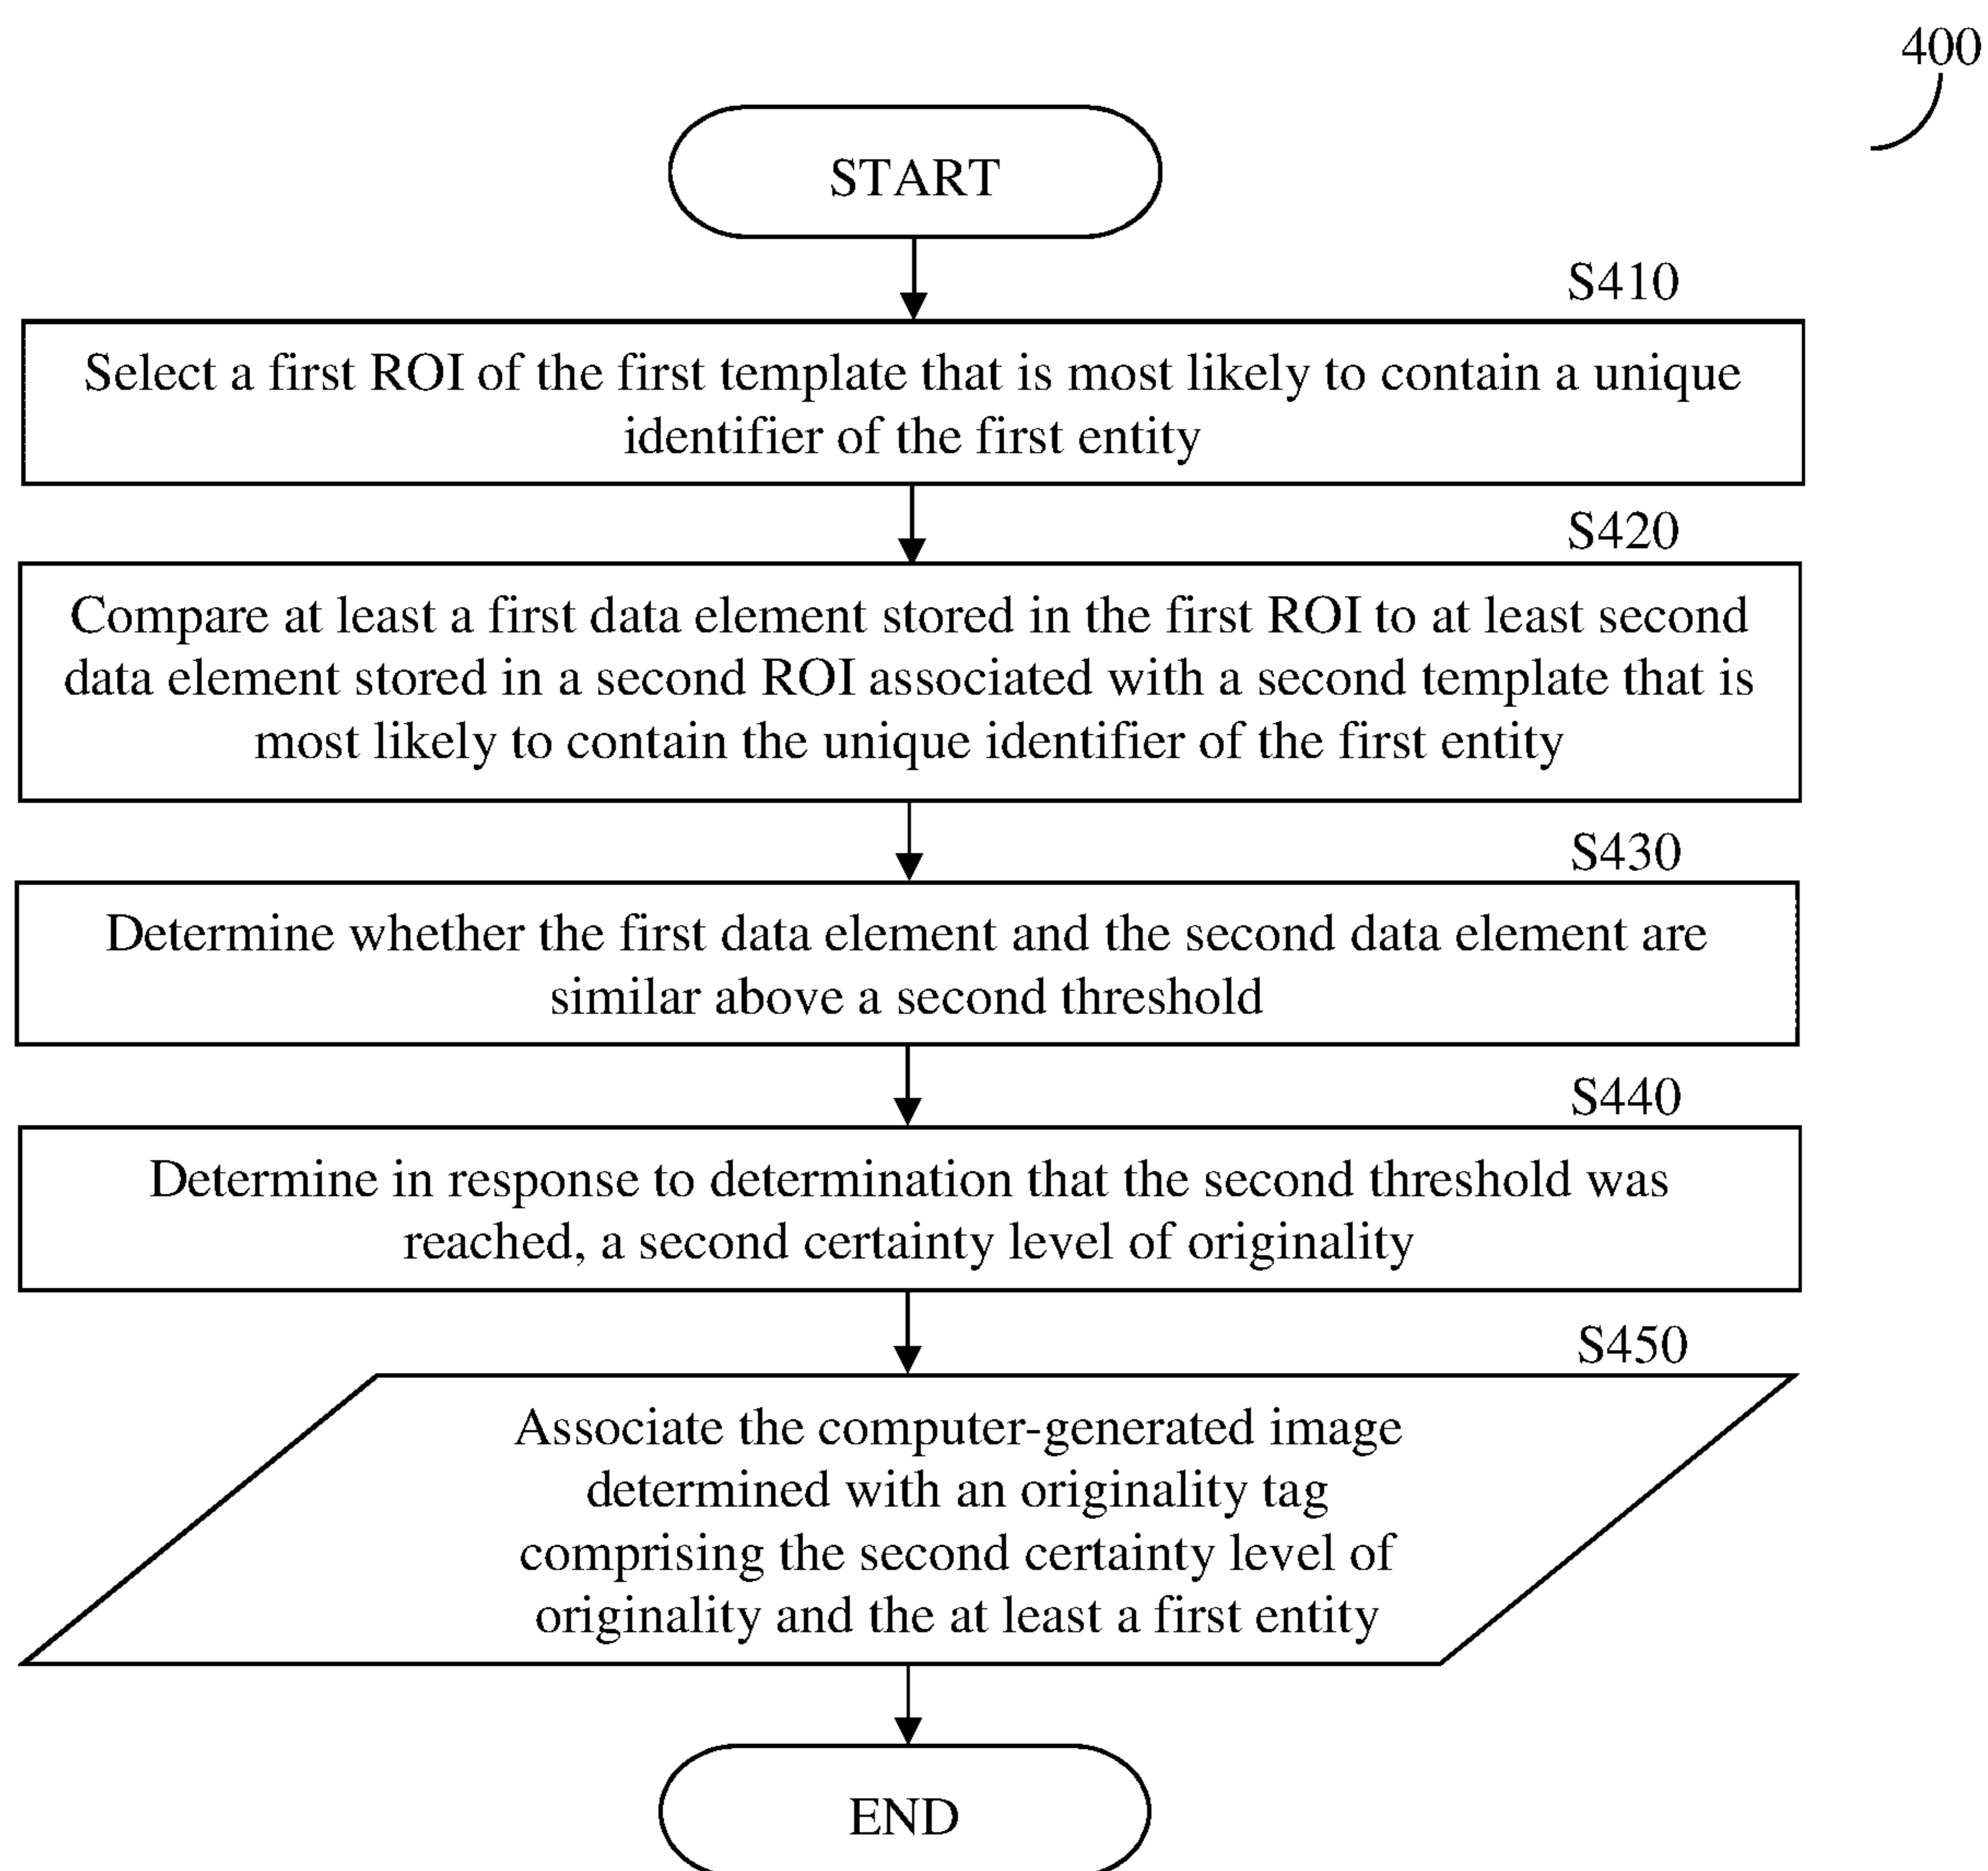 400
START
S410
Select a first ROI of the first template that is most likely to contain a unique
identifier of the first entity
S420
Compare at least a first data element stored in the first ROI to at least second
data element stored in a second ROI associated with a second template that is
most likely to contain the unique identifier of the first entity
S430
Determine whether the first data element and the second data element are
similar above a second threshold
S440
Determine in response to determination that the second threshold was
reached, a second certainty level of originality
S450
Associate the computer-generated image
determined with an originality tag
comprising the second certainty level of
originality and the at least a first entity
END